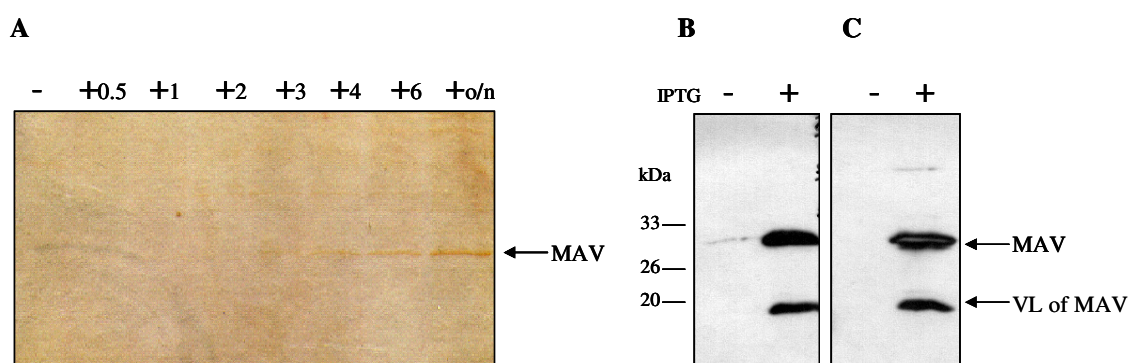 A
B
C
- +0.5 +1 +2 +3 +4 +6 +o/n
IPTG - + - +
kDa
33
MAV
MAV
26
20
VL of MAV